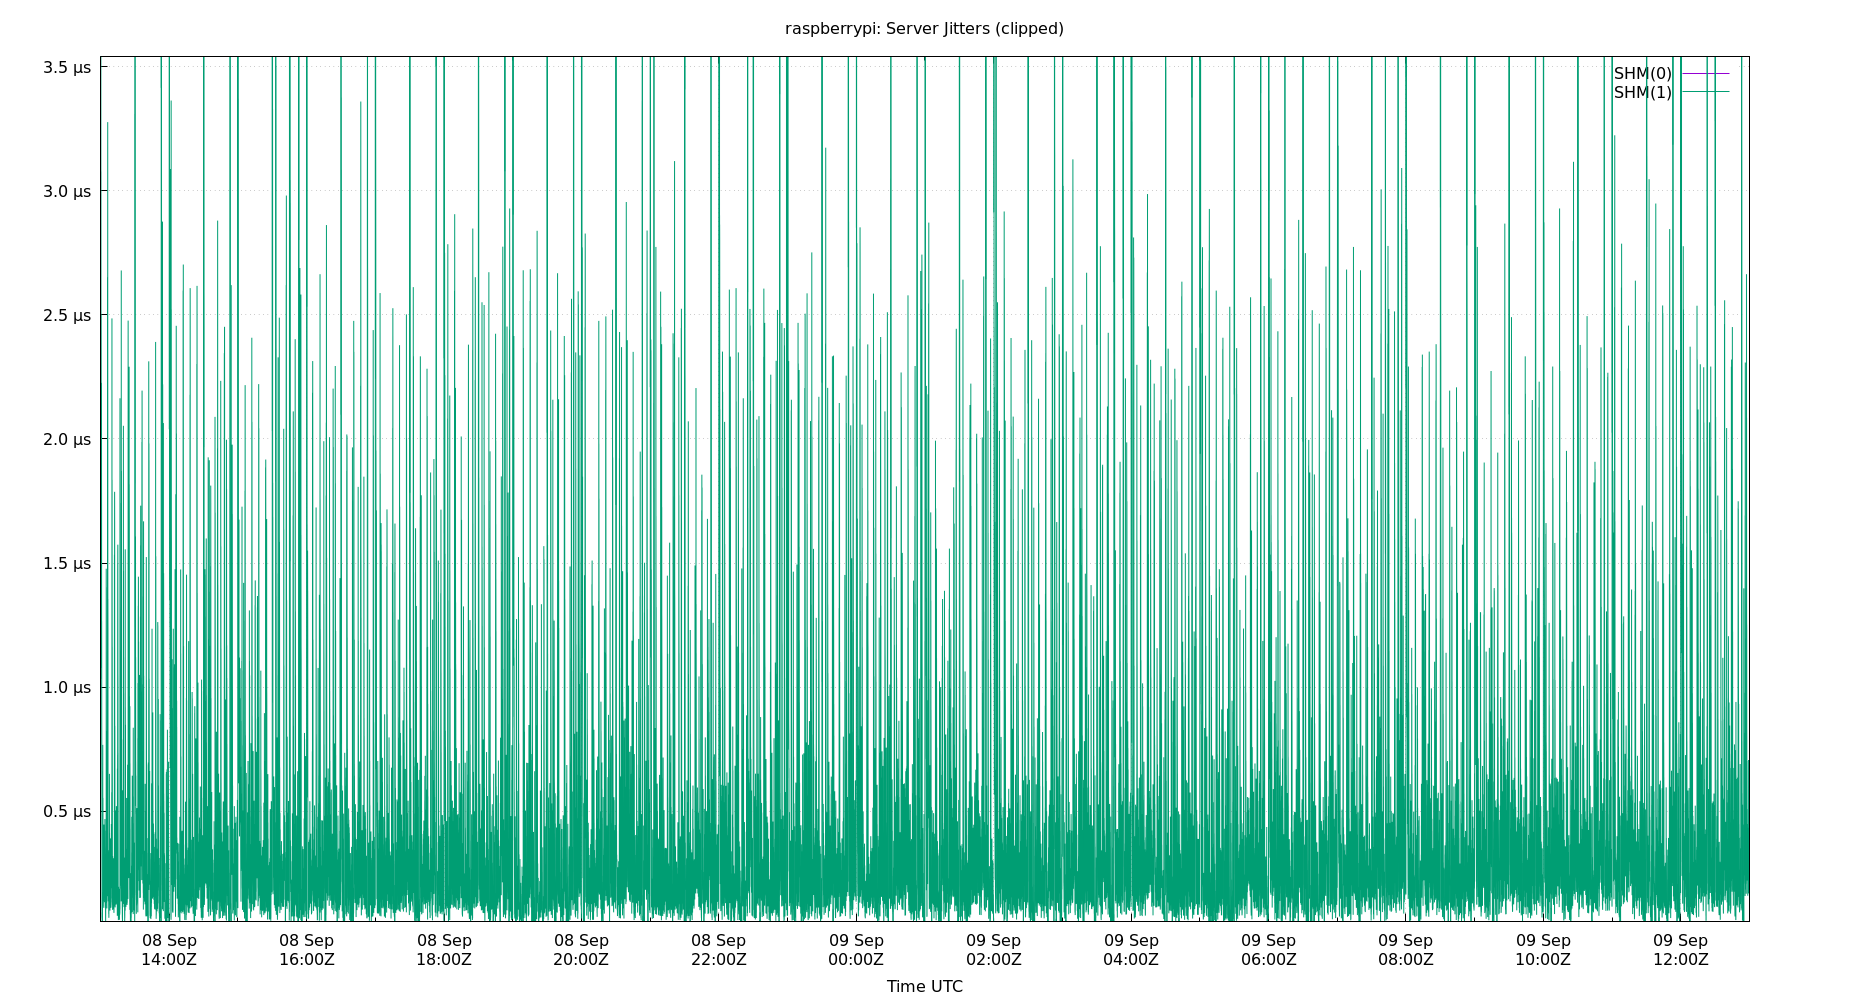 raspberrypi: Server Jitters (clipped)
3.5 µs
3.0 µs
2.5 µs
2.0 µs
1.5 µs
1.0 µs
0.5 µs
SHM(0)
SHM(1)
08 Sep 08 Sep 08 Sep 08 Sep 08 Sep 09 Sep 09 Sep 09 Sep 09 Sep 09 Sep 09 Sep 09 Sep
14:00Z 16:00Z 18:00Z 20:00Z 22:00Z 00:00Z 02:00Z 04:00Z 06:00Z 08:00Z 10:00Z 12:00Z
Time UTC